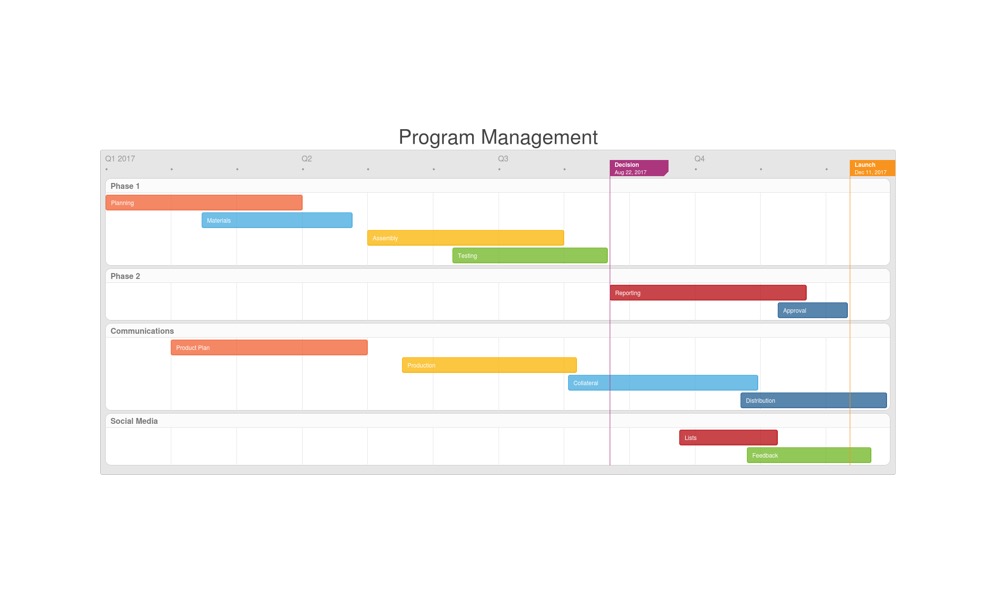 Program Management
Q1 2017
Q2
Q3
Q4
Decision
Aug 22, 2017
Launch
Dec 11, 2017
Phase 1
Planning
Materials
Assembly
Testing
Phase 2
Reporting
Approval
Communications
Product Plan
Production
Collateral
Distribution
Social Media
Lists
Feedback